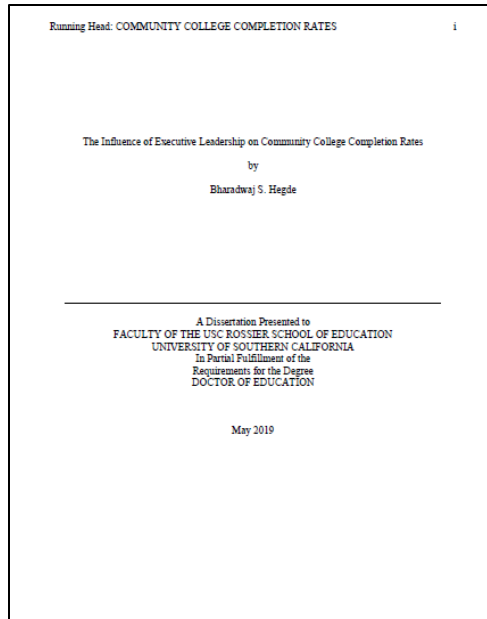 Running Head: COMMUNITY COLLEGE COMPLETION RATES i
The Influence of Executive Leadership on Community College Completion Rates
by
Bharadwaj S. Hegde
A Dissertation Presented to
FACULTY OF THE USC ROSSIER SCHOOL OF EDUCATION
UNIVERSITY OF SOUTHERN CALIFORNIA
In Partial Fulfillment of the
Requirements for the Degree
DOCTOR OF EDUCATION
May 2019